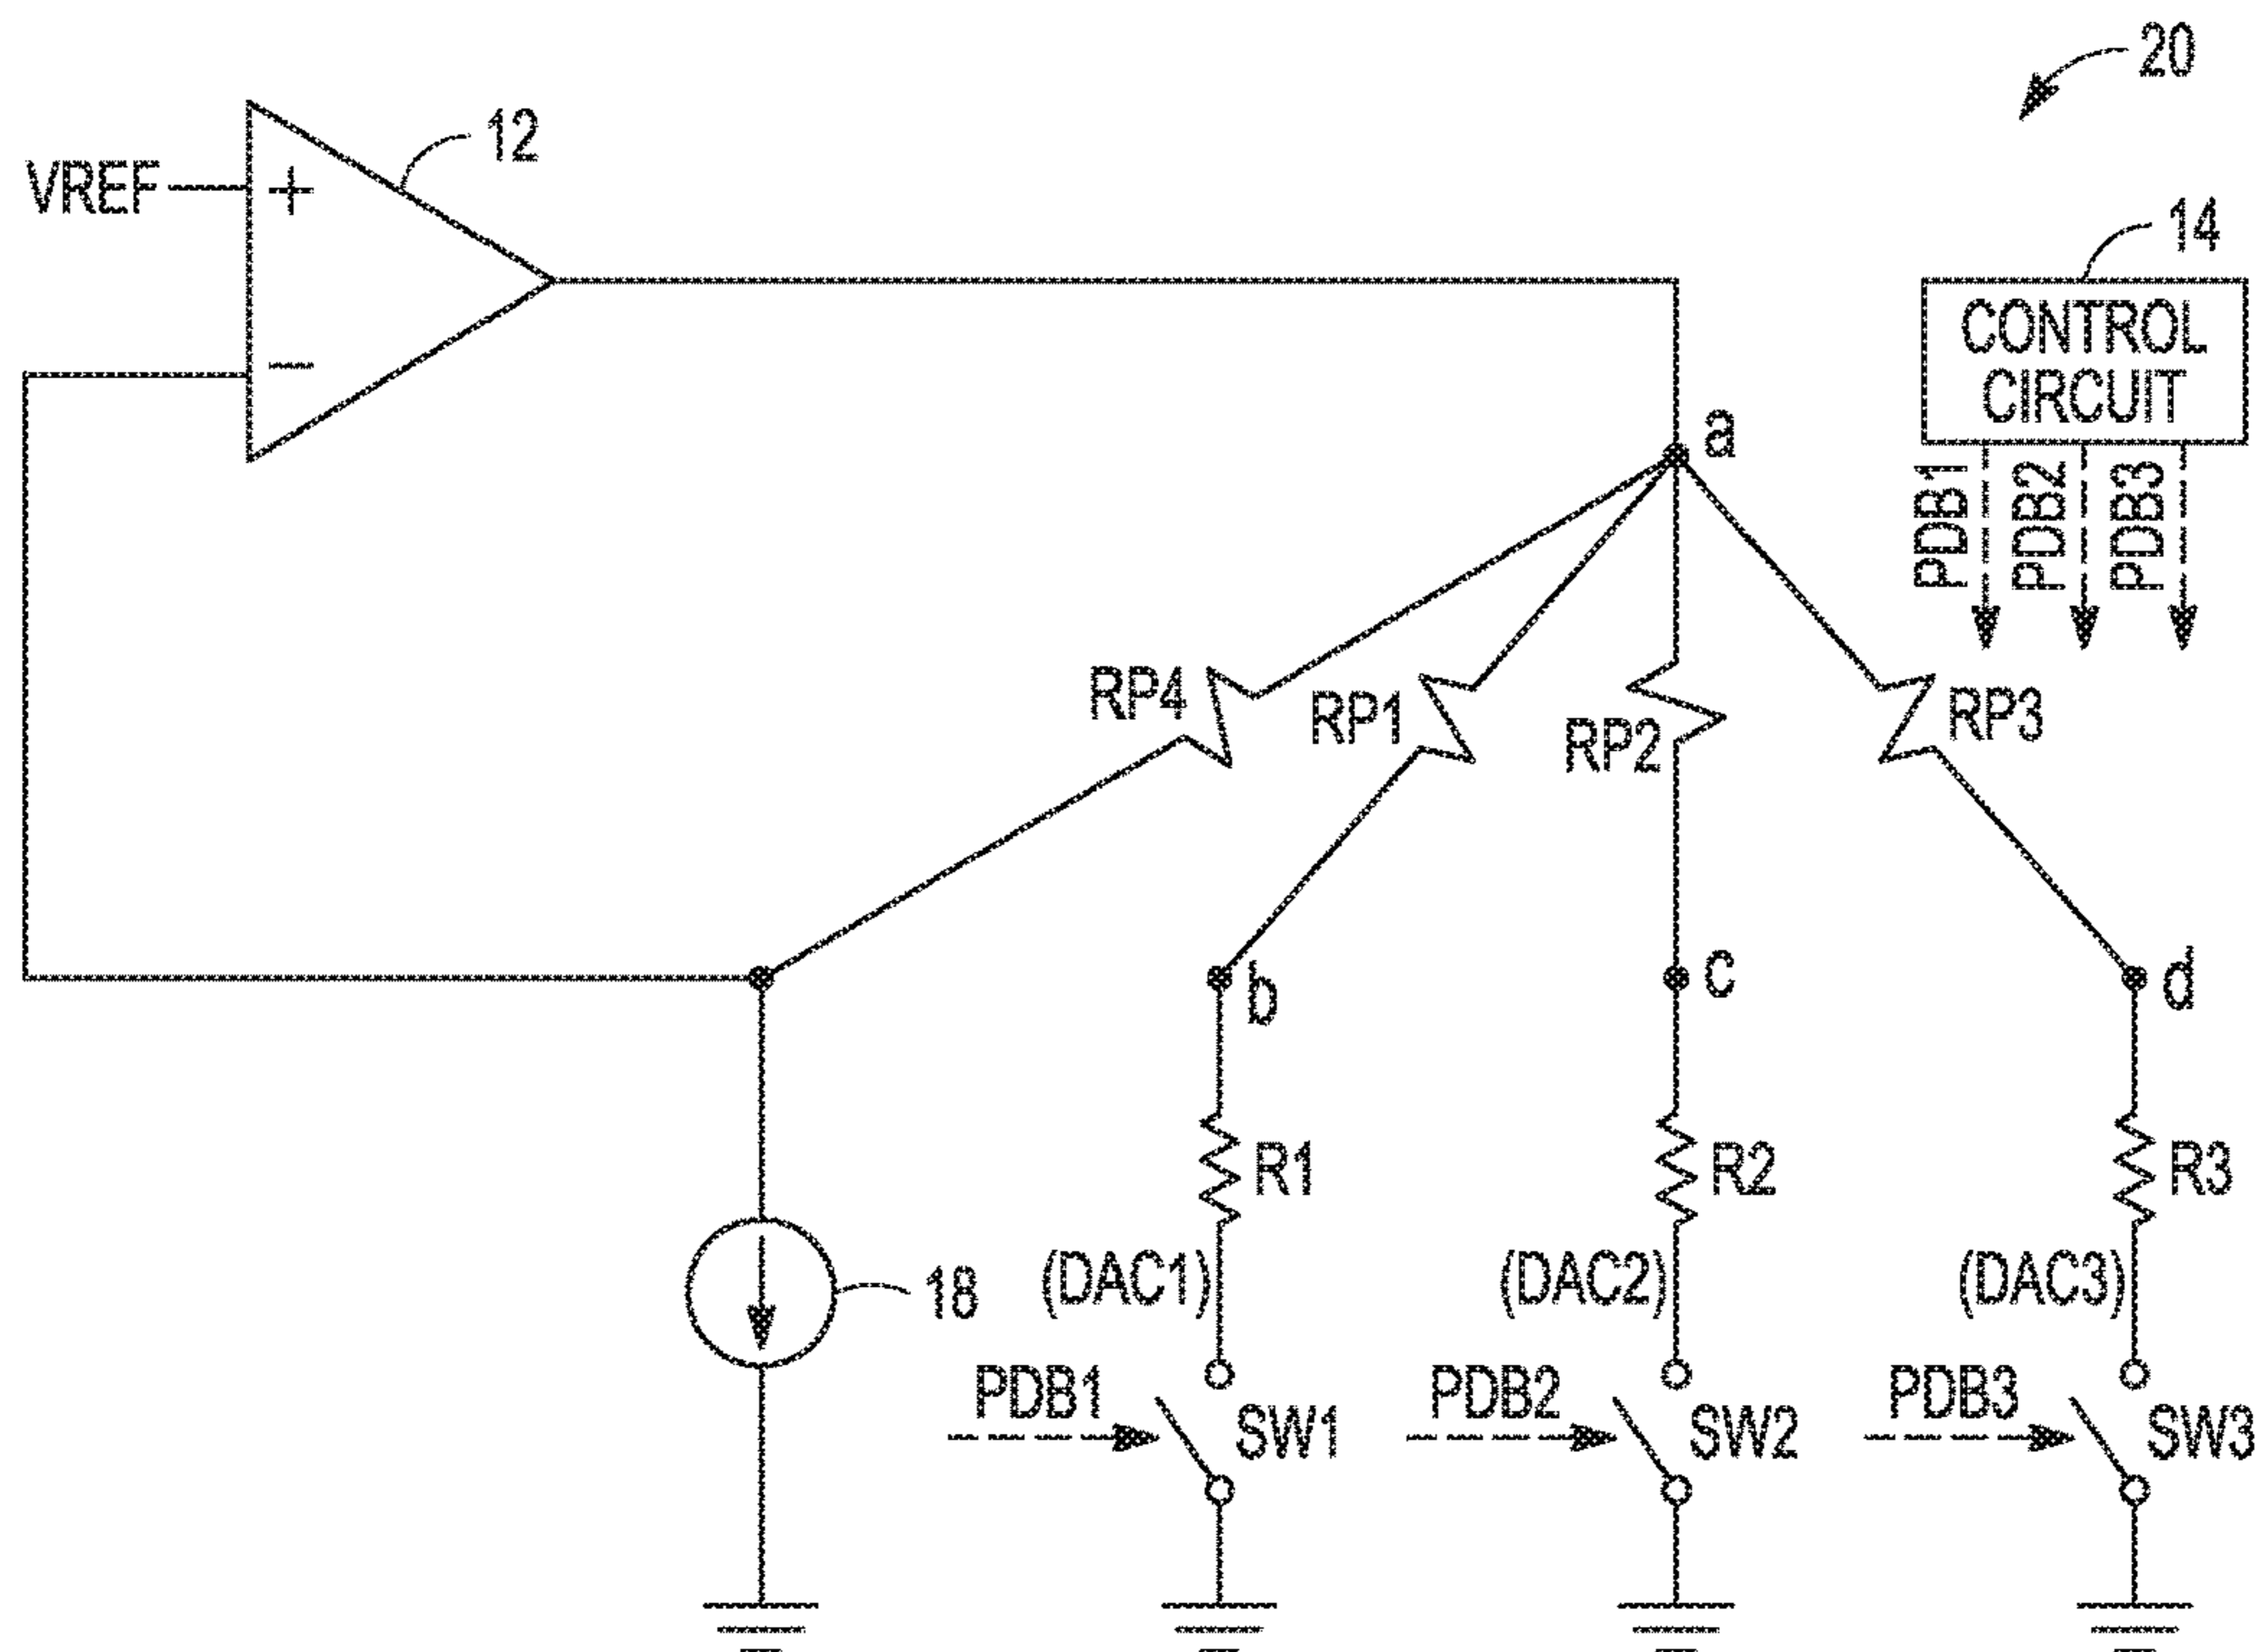 20
12
VREF
+
14
CONTROL
CIRCUIT
−
a
PDB1
PDB2
PDB3
RP4
RP1
RP2
RP3
b
c
d
R1
R2
R3
18
(DAC1)
(DAC2)
(DAC3)
PDB1
SW1
PDB2
SW2
PDB3
SW3